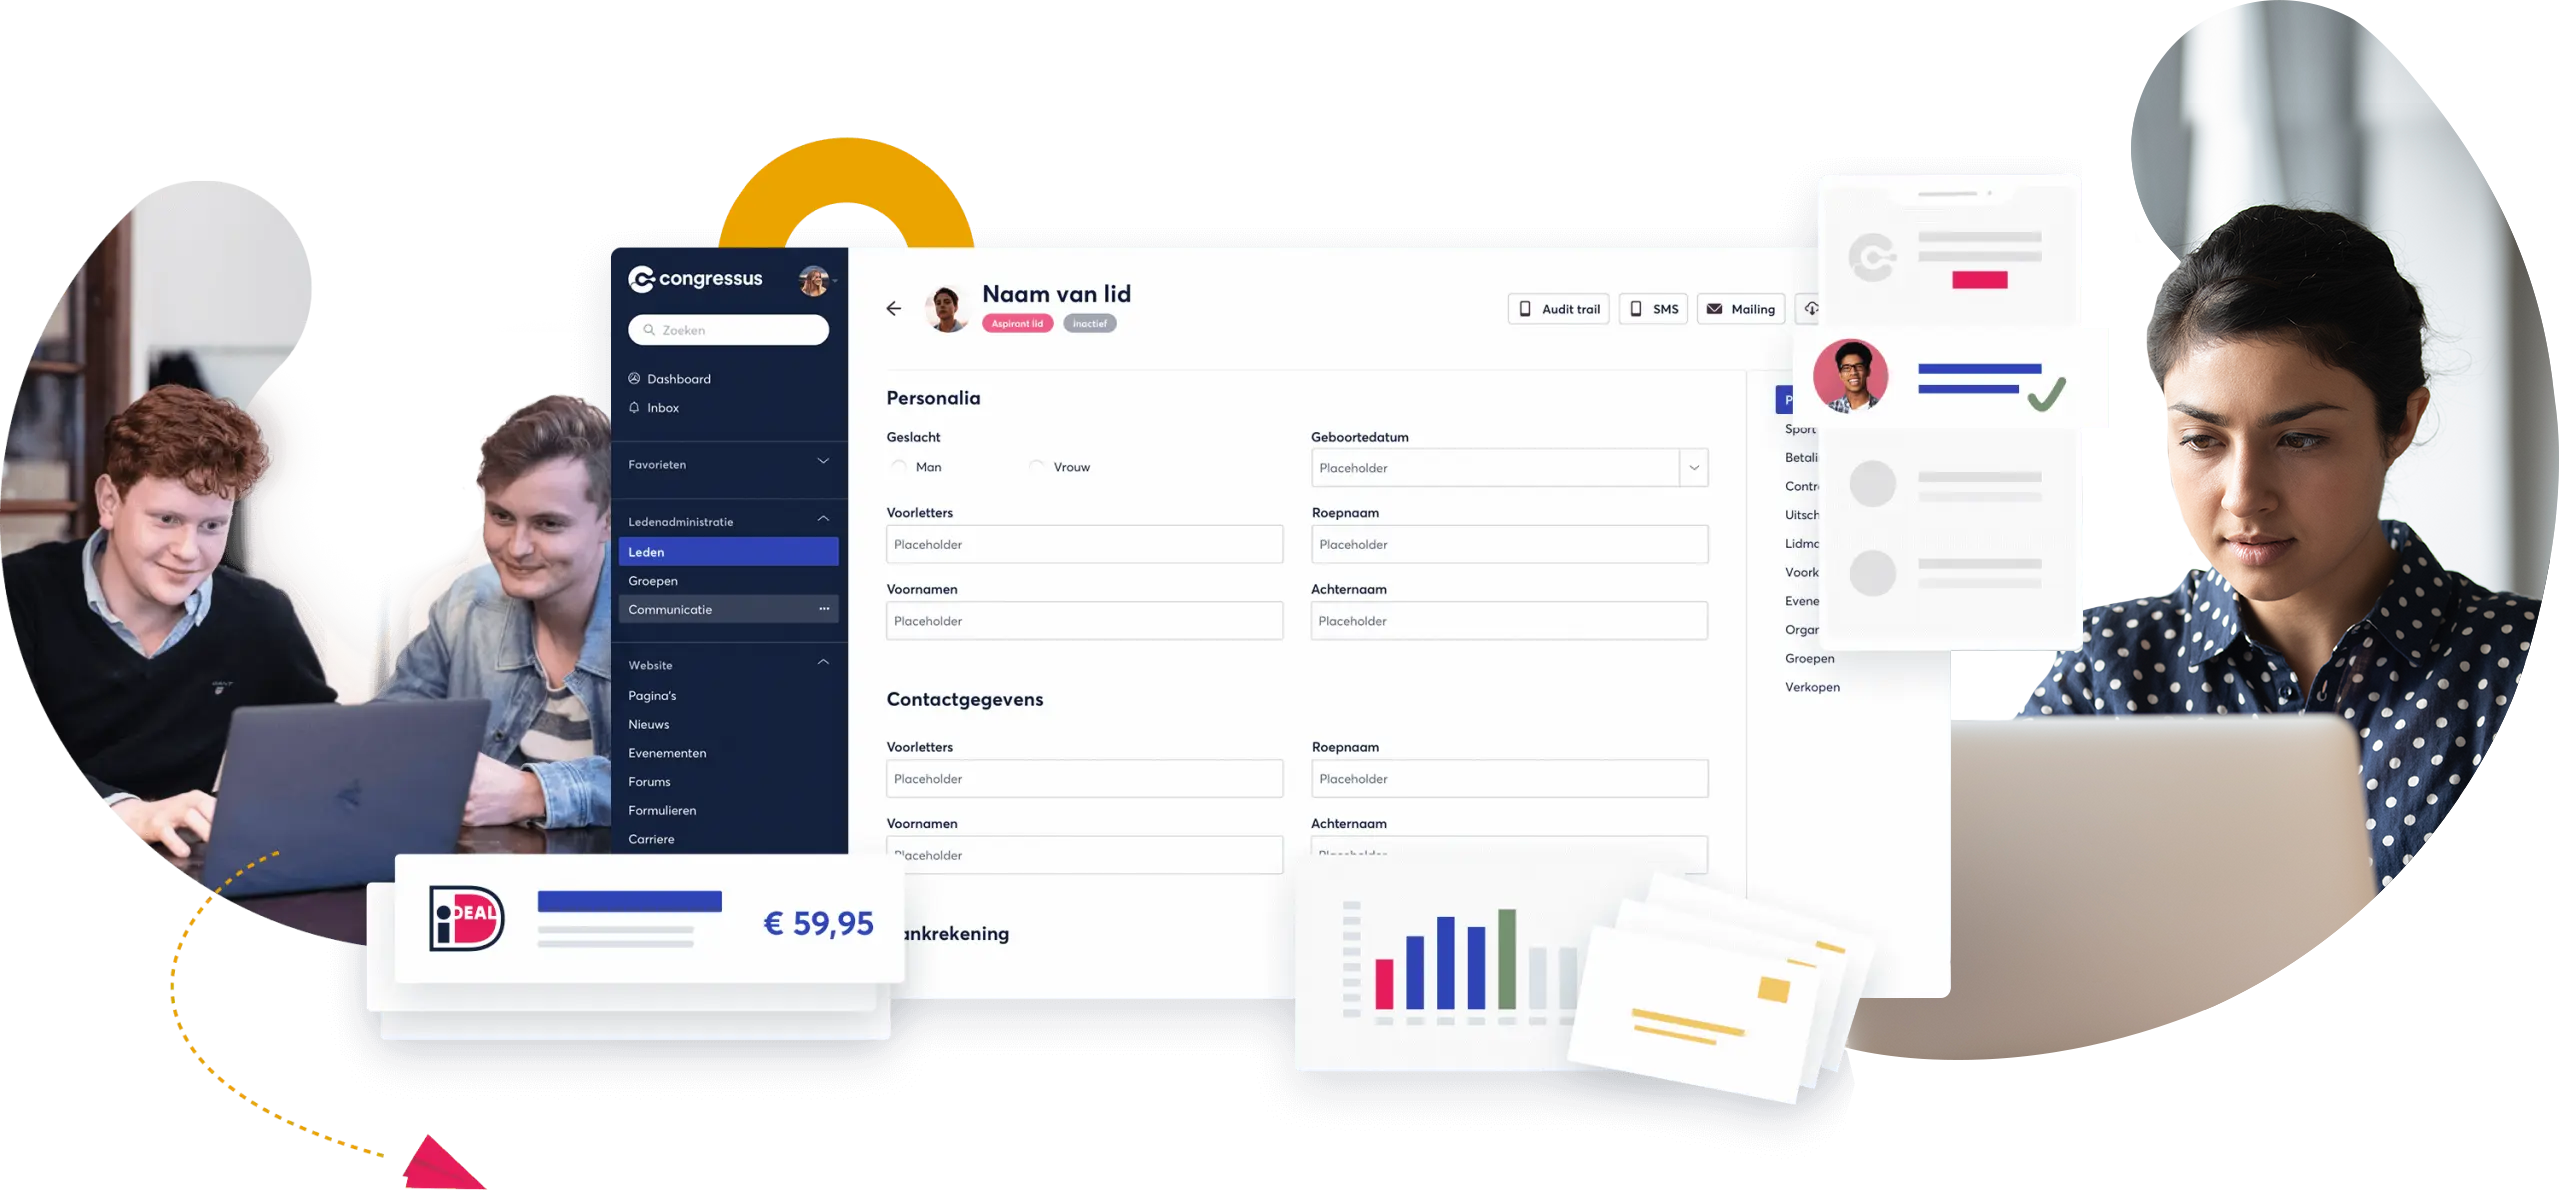 congressus
Zoeken
Dashboard
Inbox
Favorieten
Ledenadministratie
Leden
Groepen
Communicatie
Website
Pagina's
Nieuws
Evenementen
Forums
Formulieren
Carriere
Naam van lid
Aspirant lid
Inactief
Audit trail
SMS
Mailing
Personalia
Geslacht
Man
Vrouw
Geboortedatum
Placeholder
Voorletters
Placeholder
Roepnaam
Placeholder
Voornamen
Placeholder
Achternaam
Placeholder
Contactgegevens
Voorletters
Placeholder
Roepnaam
Placeholder
Voornamen
Placeholder
Achternaam
Placeholder
ankrekening
P
Sport
Betali
Contr
Uitsch
Lidmo
Voork
Evene
Orgar
Groepen
Verkopen
iDEAL
€ 59,95